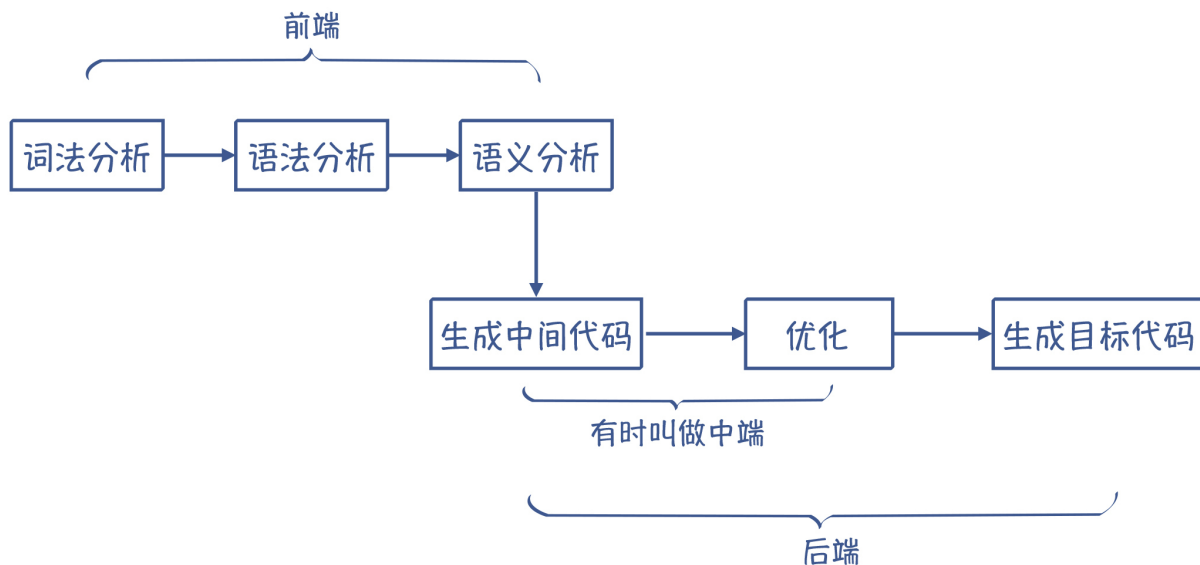 前端
词法分析
语法分析
语义分析
生成中间代码
优化
生成目标代码
有时叫做中端
后端